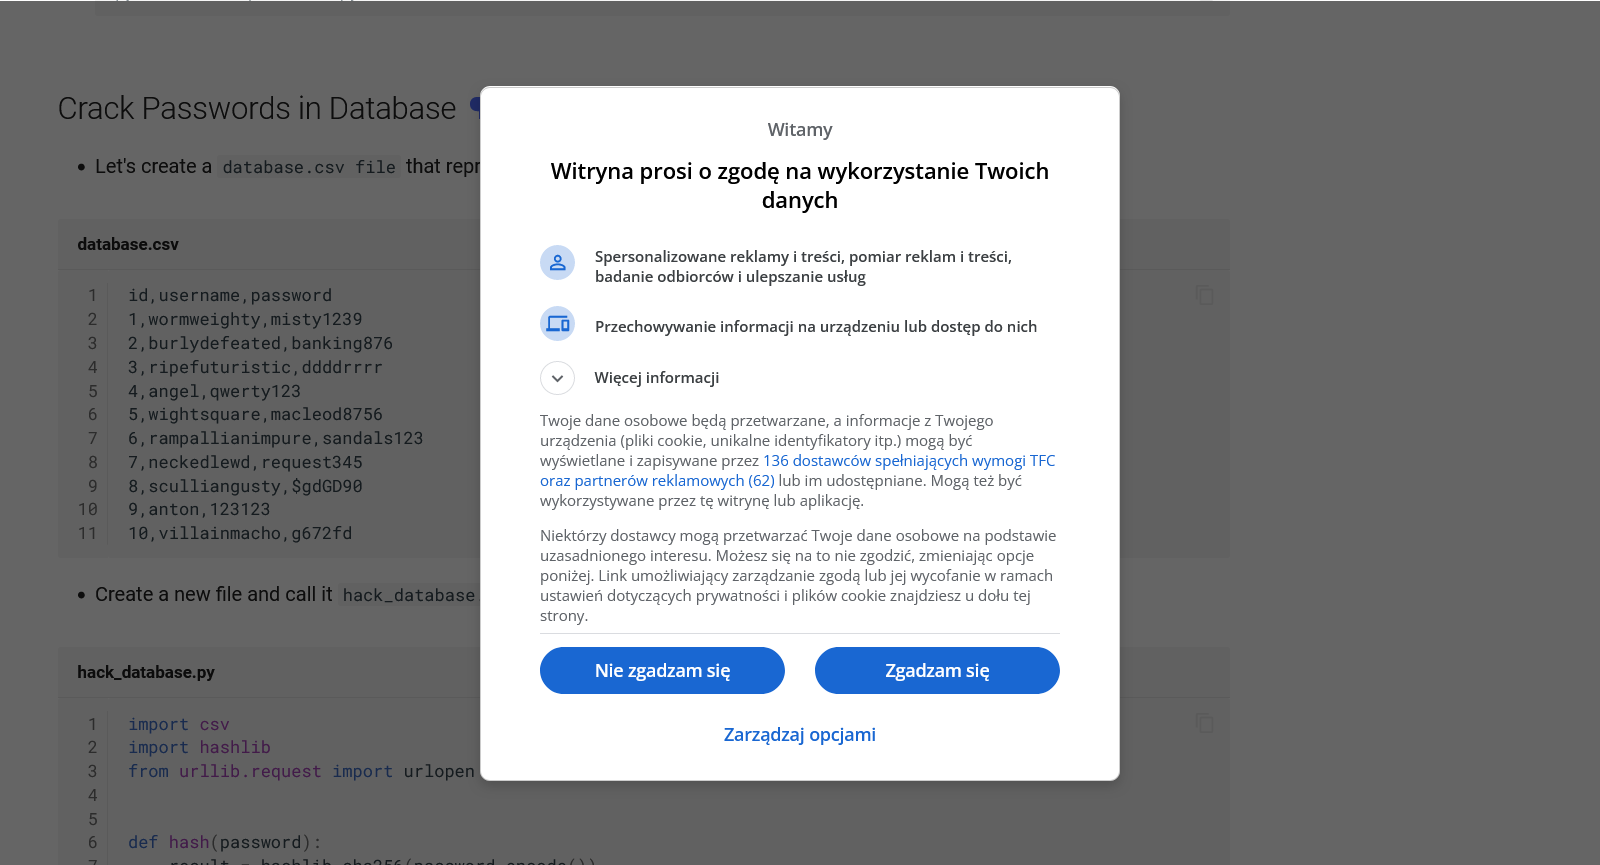 Crack Passwords in Database
Let's create a database.csv file that repr
database.csv
1 id,username,password
2 1,wormweighty,misty1239
3 2,burlydefeated,banking876
4 3,ripefuturistic,ddddrrrr
5 4,angel,qwerty123
6 5,wightsquare,macleod8756
7 6,rampallianimpure,sandals123
8 7,neckedlewd,request345
9 8,sculliangusty,$gdGD90
10 9,anton,123123
11 10,villainmacho,g672fd
Create a new file and call it hack_database
hack_database.py
1 import csv
2 import hashlib
3 from urllib.request import urlopen
4
5
6 def hash(password):
7 result = hashlib.sha256(password.encode())
Witamy
Witryna prosi o zgodę na wykorzystanie Twoich
danych
Spersonalizowane reklamy i treści, pomiar reklam i treści,
badanie odbiorców i ulepszanie usług
Przechowywanie informacji na urządzeniu lub dostęp do nich
Więcej informacji
Twoje dane osobowe będą przetwarzane, a informacje z Twojego
urządzenia (pliki cookie, unikalne identyfikatory itp.) mogą być
wyświetlane i zapisywane przez 136 dostawców spełniających wymogi TFC
oraz partnerów reklamowych (62) lub im udostępniane. Mogą też być
wykorzystywane przez tę witrynę lub aplikację.
Niektórzy dostawcy mogą przetwarzać Twoje dane osobowe na podstawie
uzasadnionego interesu. Możesz się na to nie zgodzić, zmieniając opcje
poniżej. Link umożliwiający zarządzanie zgodą lub jej wycofanie w ramach
ustawień dotyczących prywatności i plików cookie znajdziesz u dołu tej
strony.
Nie zgadzam się
Zgadzam się
Zarządzaj opcjami